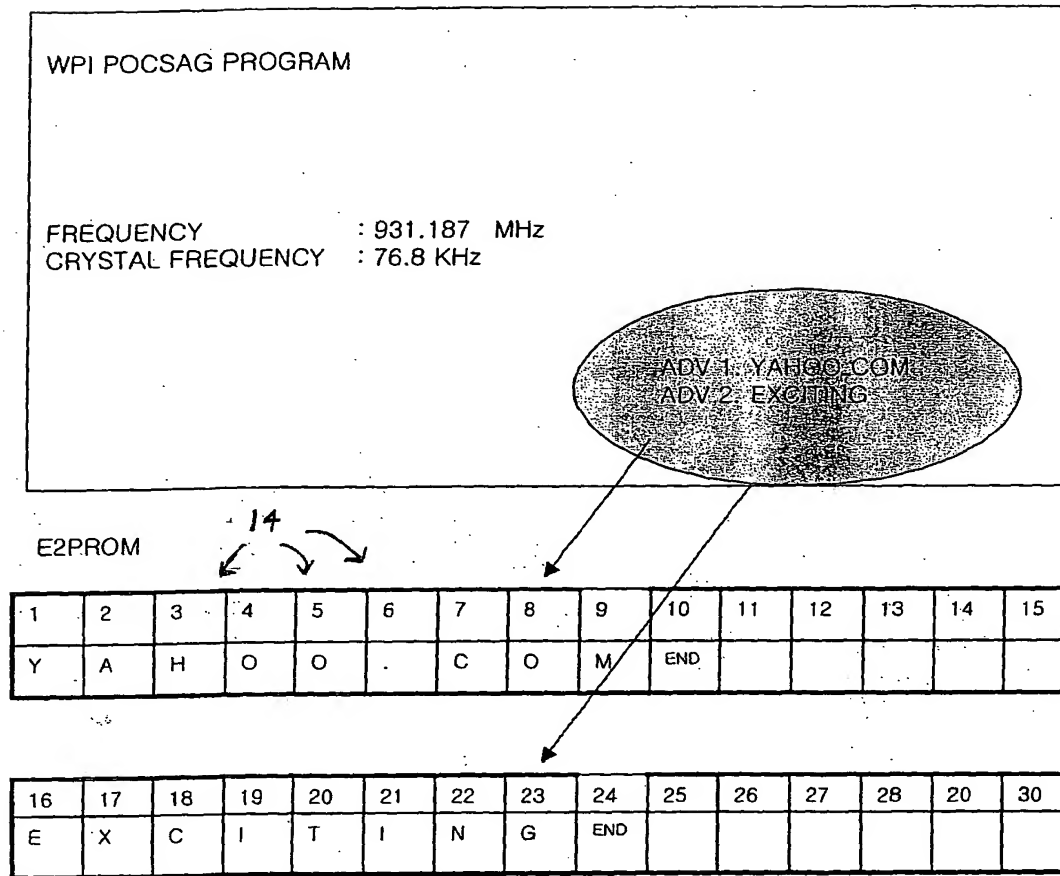 WPI POCSAG PROGRAM
FREQUENCY : 931.187 MHz
CRYSTAL FREQUENCY : 76.8 KHz
ADV 1. YAHOO.COM
ADV 2. EXCITING
14
E2PROM
1 2 3 4 5 6 7 8 9 10 11 12 13 14 15
Y A H O O . C O M END
16 17 18 19 20 21 22 23 24 25 26 27 28 20 30
E X C I T I N G END